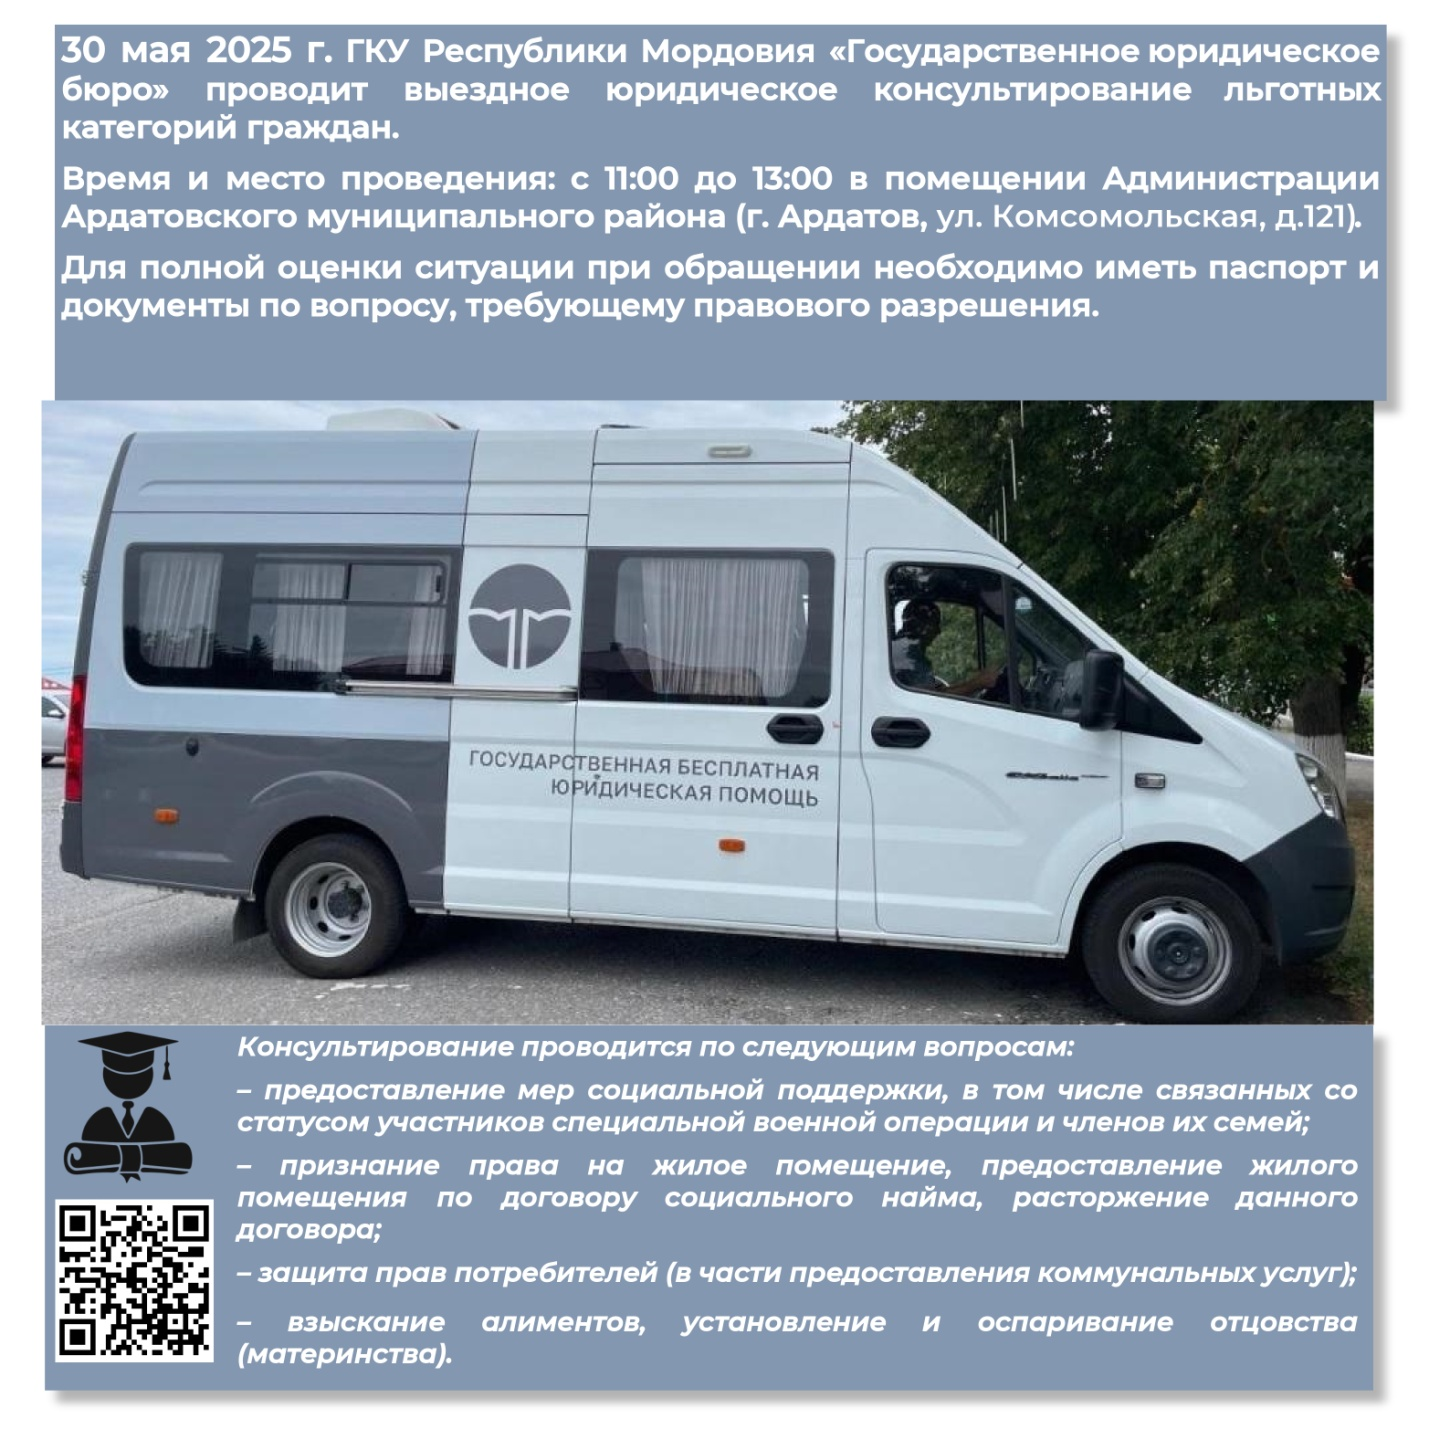 30 мая 2025 г. ГКУ Республики Мордовия «Государственное юридическое
бюро» проводит выездное юридическое консультирование льготных
категорий граждан.
Время и место проведения: с 11:00 до 13:00 в помещении Администрации
Ардатовского муниципального района (г. Ардатов, ул. Комсомольская, д.121).
Для полной оценки ситуации при обращении необходимо иметь паспорт и
документы по вопросу, требующему правового разрешения.
ГОСУДАРСТВЕННАЯ БЕСПЛАТНАЯ
ЮРИДИЧЕСКАЯ ПОМОЩЬ
Консультирование проводится по следующим вопросам:
– предоставление мер социальной поддержки, в том числе связанных со
статусом участников специальной военной операции и членов их семей;
– признание права на жилое помещение, предоставление жилого
помещения по договору социального найма, расторжение данного
договора;
– защита прав потребителей (в части предоставления коммунальных услуг);
– взыскание алиментов, установление и оспаривание отцовства
(материнства).